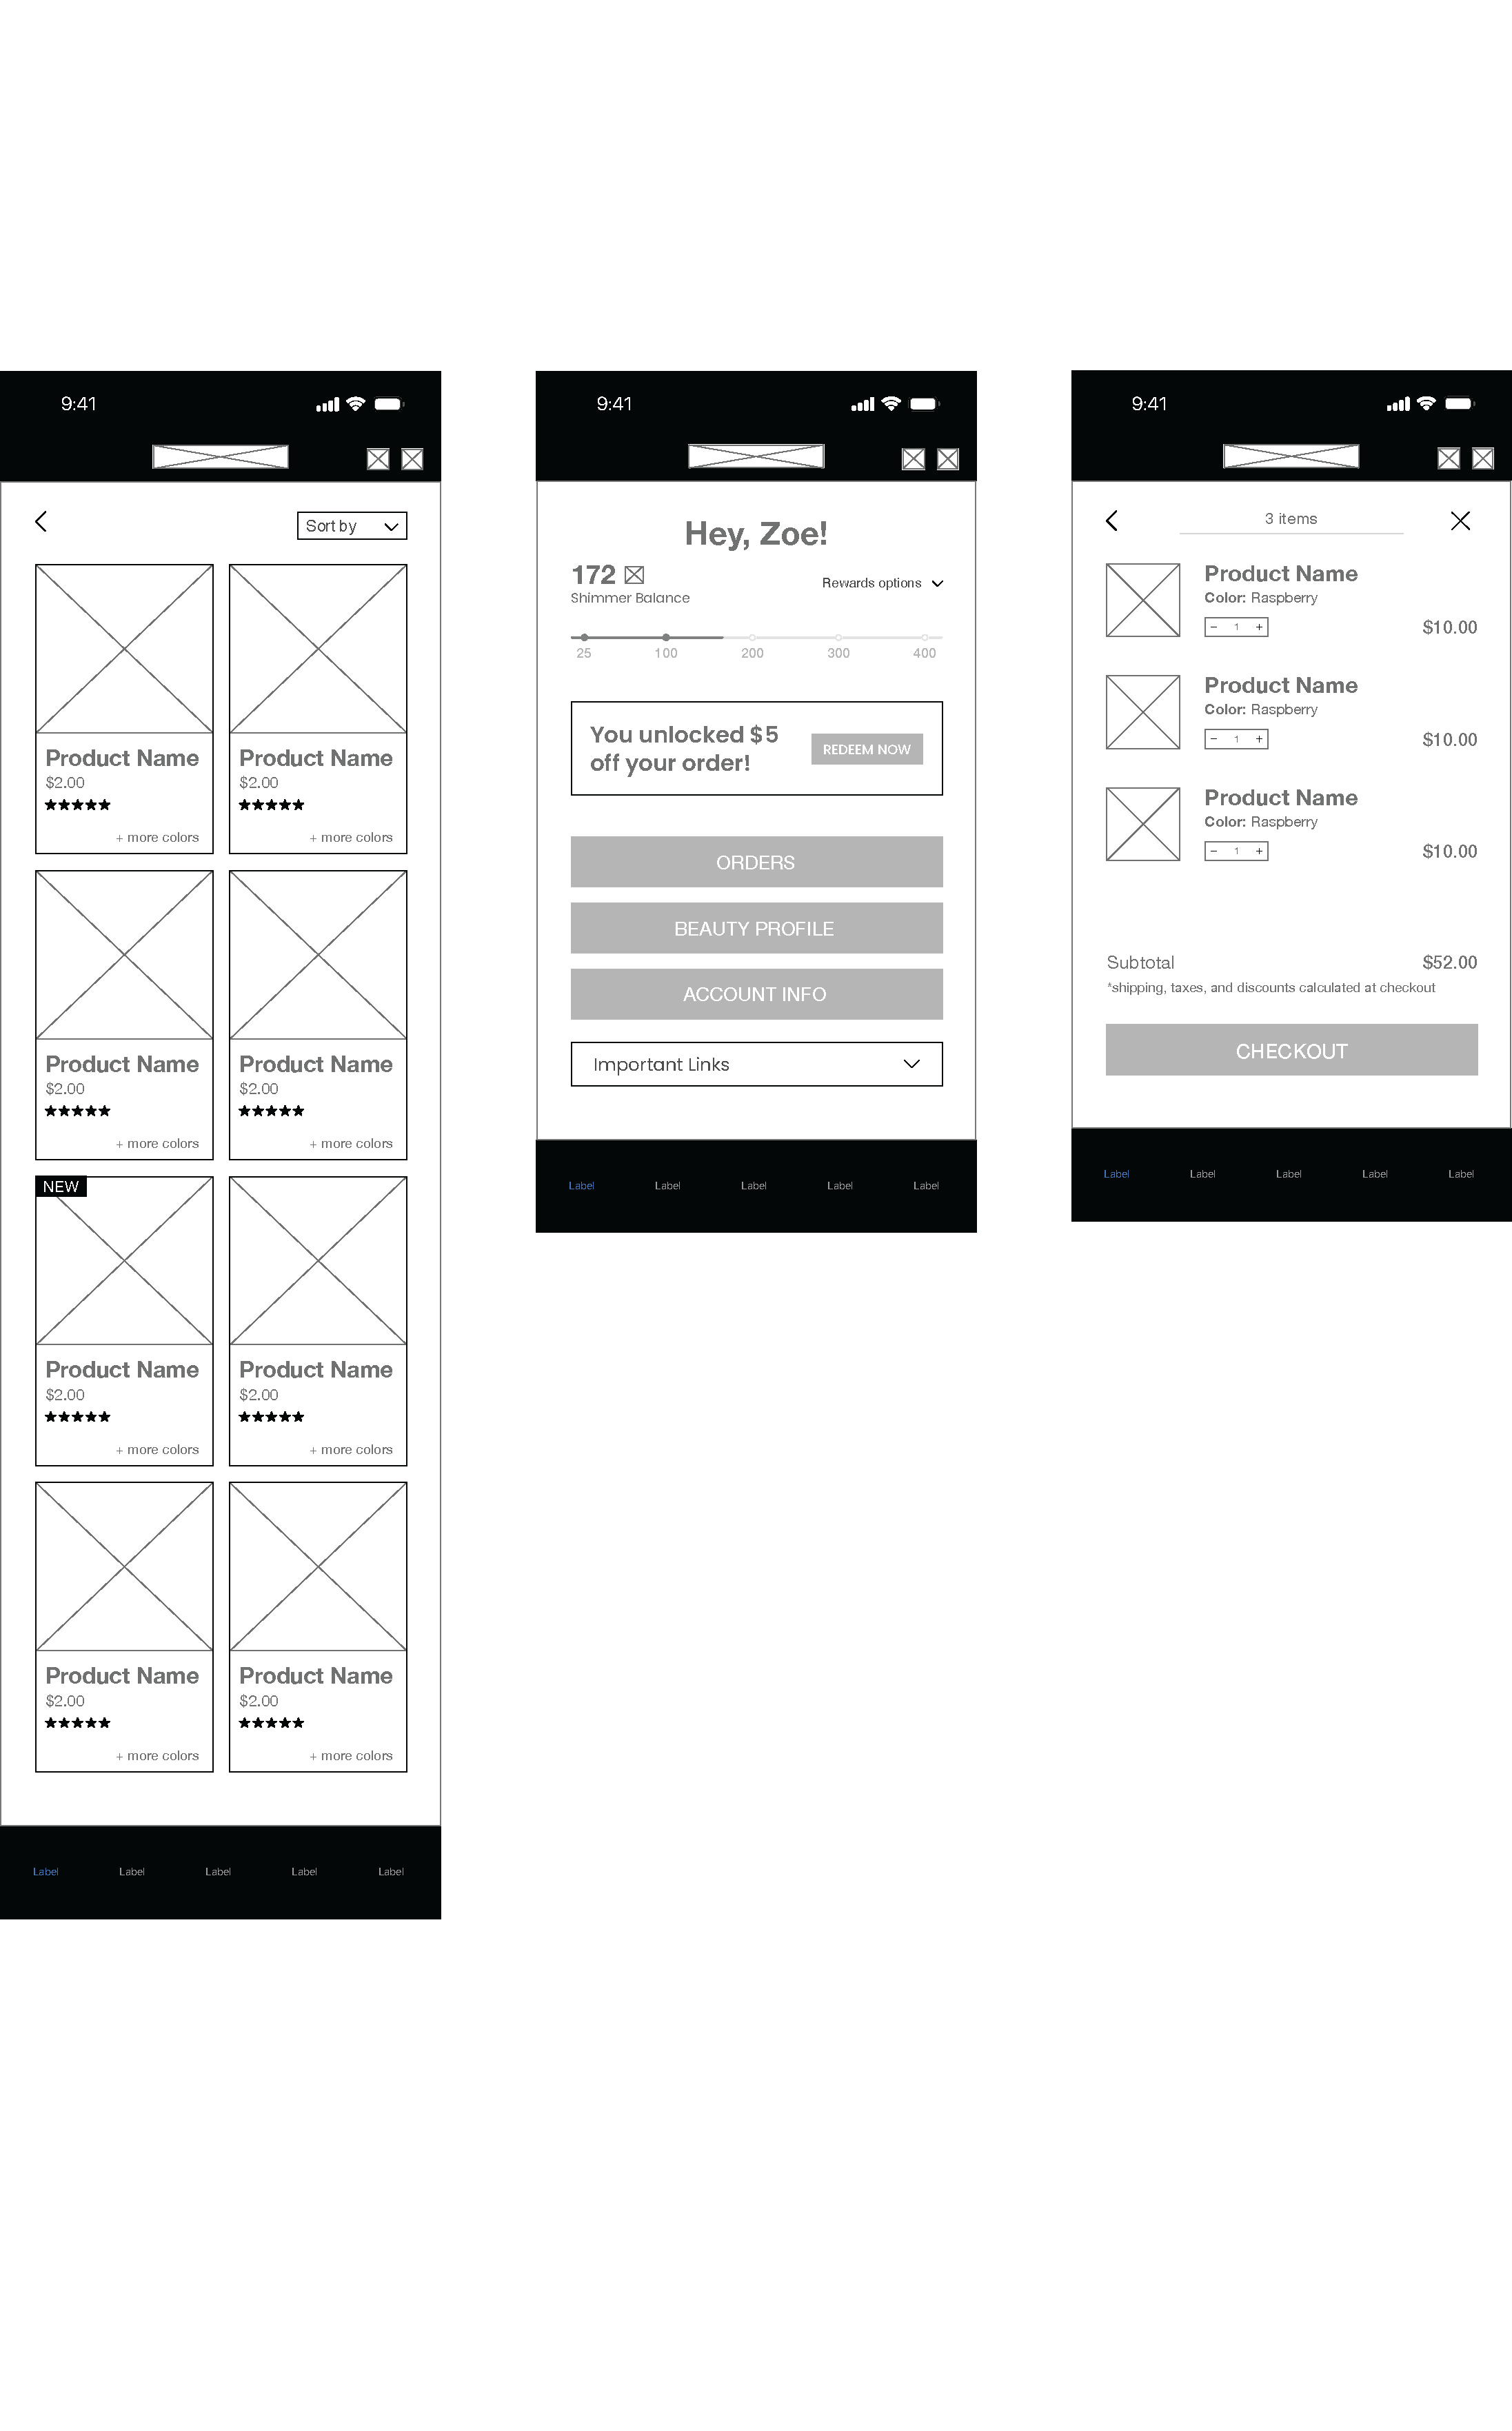 9:41
Sort by
Product Name
$2.00
★★★★★
+ more colors
Product Name
$2.00
★★★★★
+ more colors
Product Name
$2.00
★★★★★
+ more colors
Product Name
$2.00
★★★★★
+ more colors
NEW
Product Name
$2.00
★★★★★
+ more colors
Product Name
$2.00
★★★★★
+ more colors
Product Name
$2.00
★★★★★
+ more colors
Product Name
$2.00
★★★★★
+ more colors
Label Label Label Label Label
9:41
Hey, Zoe!
172
Shimmer Balance
Rewards options
25 100 200 300 400
You unlocked $5
off your order!
REDEEM NOW
ORDERS
BEAUTY PROFILE
ACCOUNT INFO
Important Links
Label Label Label Label Label
9:41
3 items
Product Name
Color: Raspberry
− 1 +
$10.00
Product Name
Color: Raspberry
− 1 +
$10.00
Product Name
Color: Raspberry
− 1 +
$10.00
Subtotal $52.00
*shipping, taxes, and discounts calculated at checkout
CHECKOUT
Label Label Label Label Label